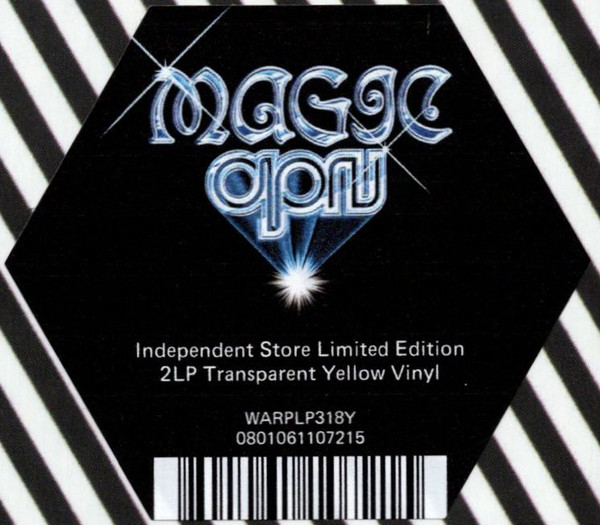 MAGIC
OPN
Independent Store Limited Edition
2LP Transparent Yellow Vinyl
WARPLP318Y
0801061107215